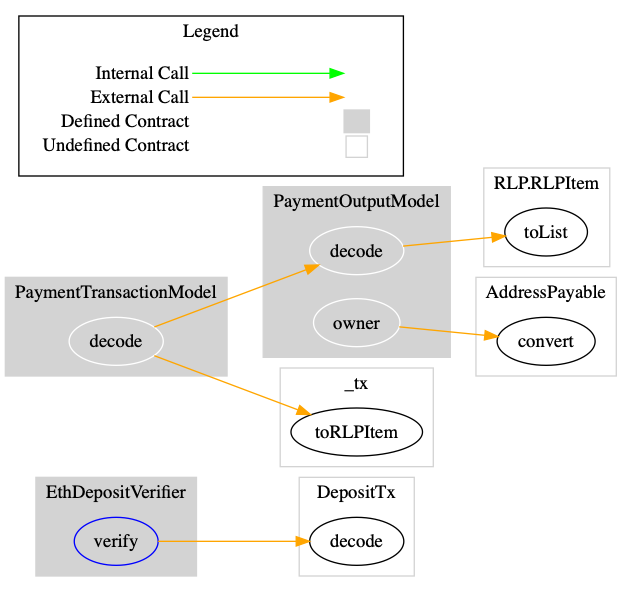 Legend
Internal Call
External Call
Defined Contract
Undefined Contract
RLP.RLPItem
toList
PaymentOutputModel
decode
owner
AddressPayable
convert
PaymentTransactionModel
decode
_tx
toRLPItem
EthDepositVerifier
verify
DepositTx
decode